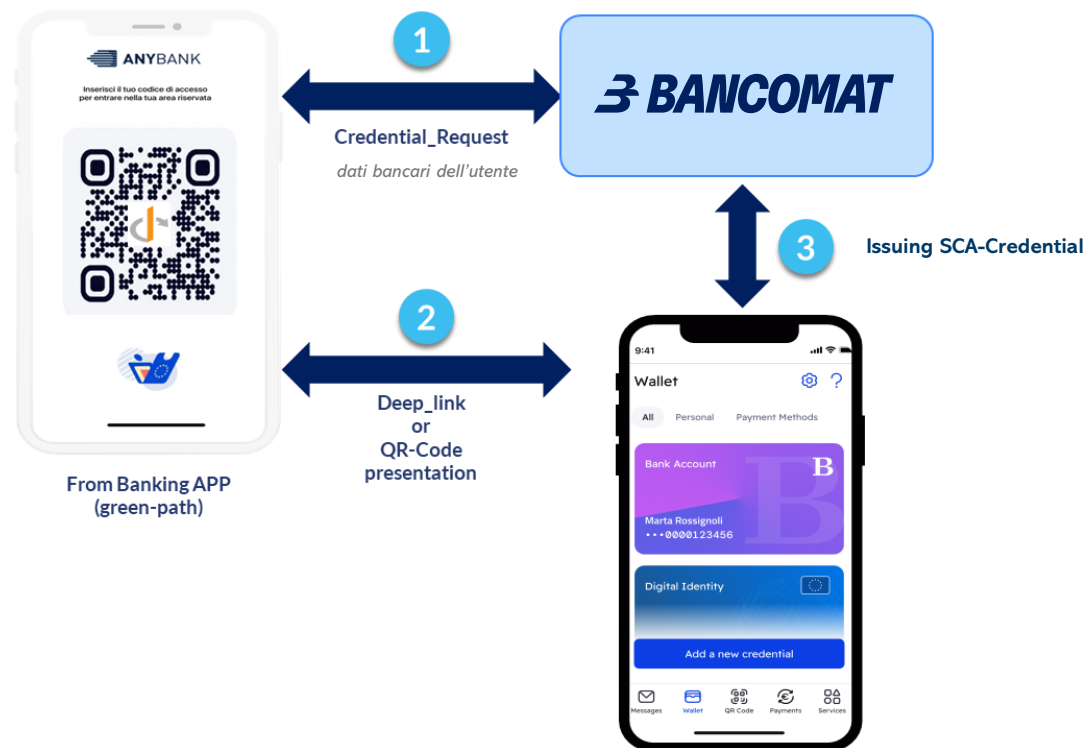 ANYBANK
Inserisci il tuo codice di accesso
per entrare nella tua area riservata
From Banking APP
(green-path)
1
Credential_Request
dati bancari dell'utente
BANCOMAT
2
Deep_link
or
QR-Code
presentation
3
Issuing SCA-Credential
9:41
Wallet
All Personal Payment Methods
Bank Account
B
B
Marta Rossignoli
•••0000123456
Digital Identity
Add a new credential
Messages Wallet QR Code Payments Services